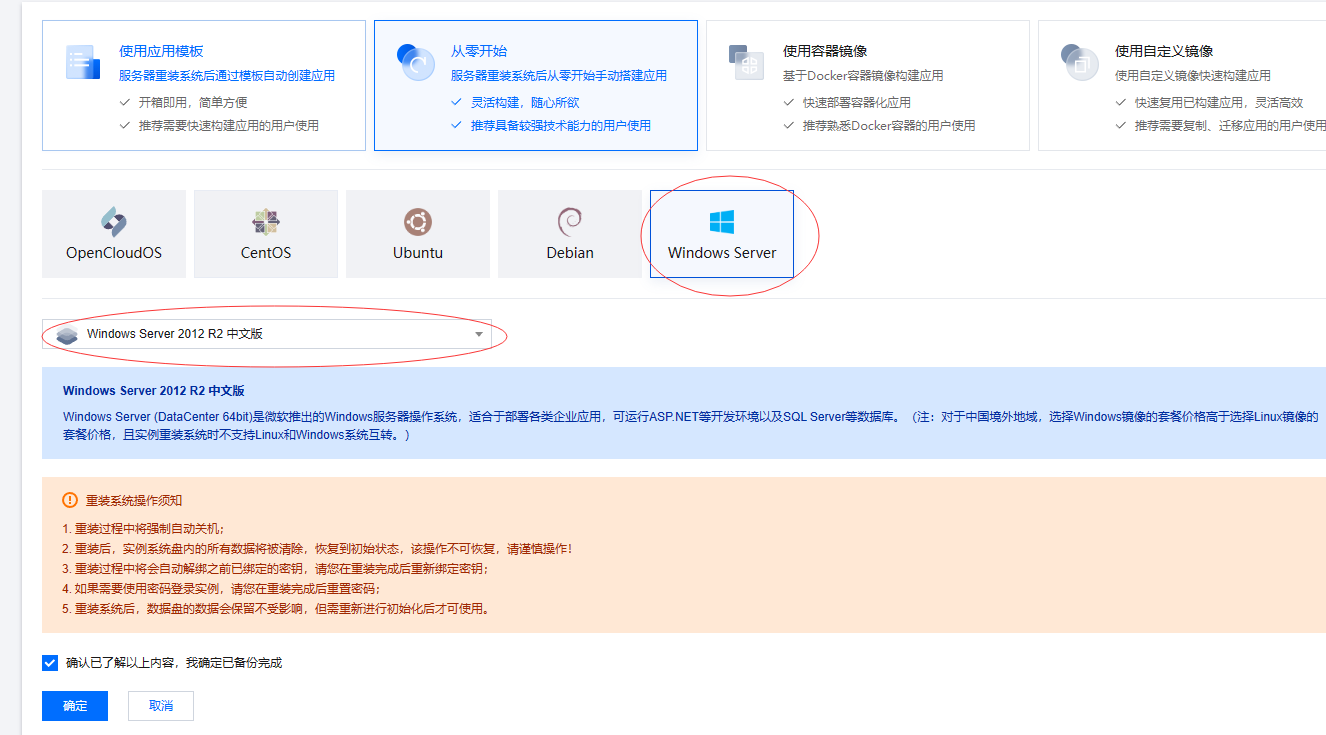 使用应用模板
服务器重装系统后通过模板自动创建应用
开箱即用，简单方便
推荐需要快速构建应用的用户使用
从零开始
服务器重装系统后从零开始手动搭建应用
灵活构建，随心所欲
推荐具备较强技术能力的用户使用
使用容器镜像
基于Docker容器镜像构建应用
快速部署容器化应用
推荐熟悉Docker容器的用户使用
使用自定义镜像
使用自定义镜像快速构建应用
快速复用已构建应用，灵活高效
推荐需要复制、迁移应用的用户使用
OpenCloudOS
CentOS
Ubuntu
Debian
Windows Server
Windows Server 2012 R2 中文版
Windows Server 2012 R2 中文版
Windows Server (DataCenter 64bit)是微软推出的Windows服务器操作系统，适合于部署各类企业应用，可运行ASP.NET等开发环境以及SQL Server等数据库。（注：对于中国境外地域，选择Windows镜像的套餐价格高于选择Linux镜像的
套餐价格，且实例重装系统时不支持Linux和Windows系统互转。）
重装系统操作须知
1. 重装过程中将强制自动关机；
2. 重装后，实例系统盘内的所有数据将被清除，恢复到初始状态，该操作不可恢复，请谨慎操作！
3. 重装过程中将会自动解绑之前已绑定的密钥，请您在重装完成后重新绑定密钥；
4. 如果需要使用密码登录实例，请您在重装完成后重置密码；
5. 重装系统后，数据盘的数据会保留不受影响，但需重新进行初始化后才可使用。
确认已了解以上内容，我确定已备份完成
确定
取消